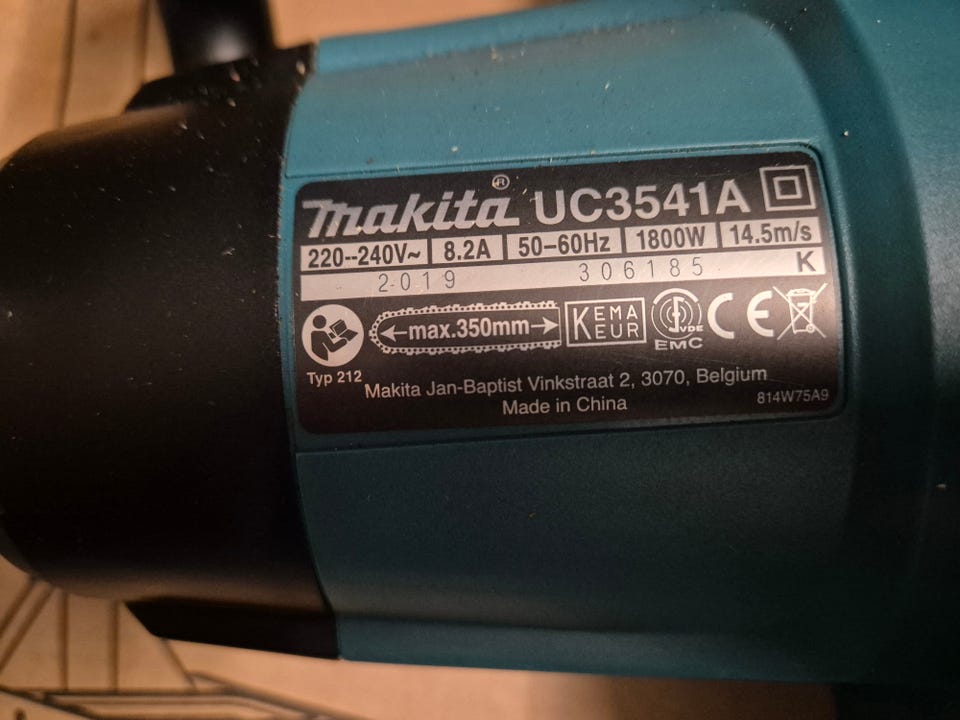 makita® UC3541A
220--240V~ 8.2A 50-60Hz 1800W 14.5m/s
2019 306185 K
max.350mm KEMA KEUR VDE EMC CE
Typ 212
Makita Jan-Baptist Vinkstraat 2, 3070, Belgium
Made in China 814W75A9